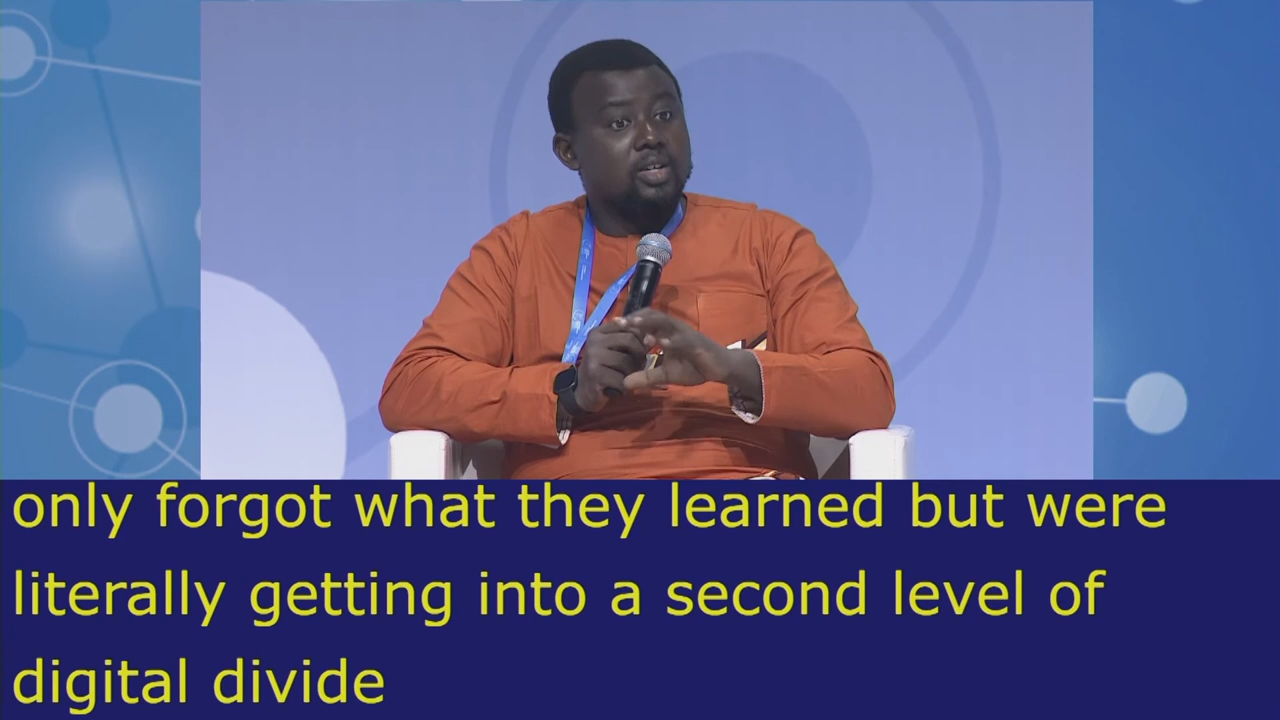 only forgot what they learned but were
literally getting into a second level of
digital divide